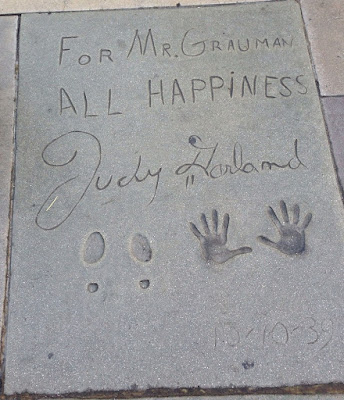 FOR MR. GRAUMAN
ALL HAPPINESS
Judy Garland
10-10-39